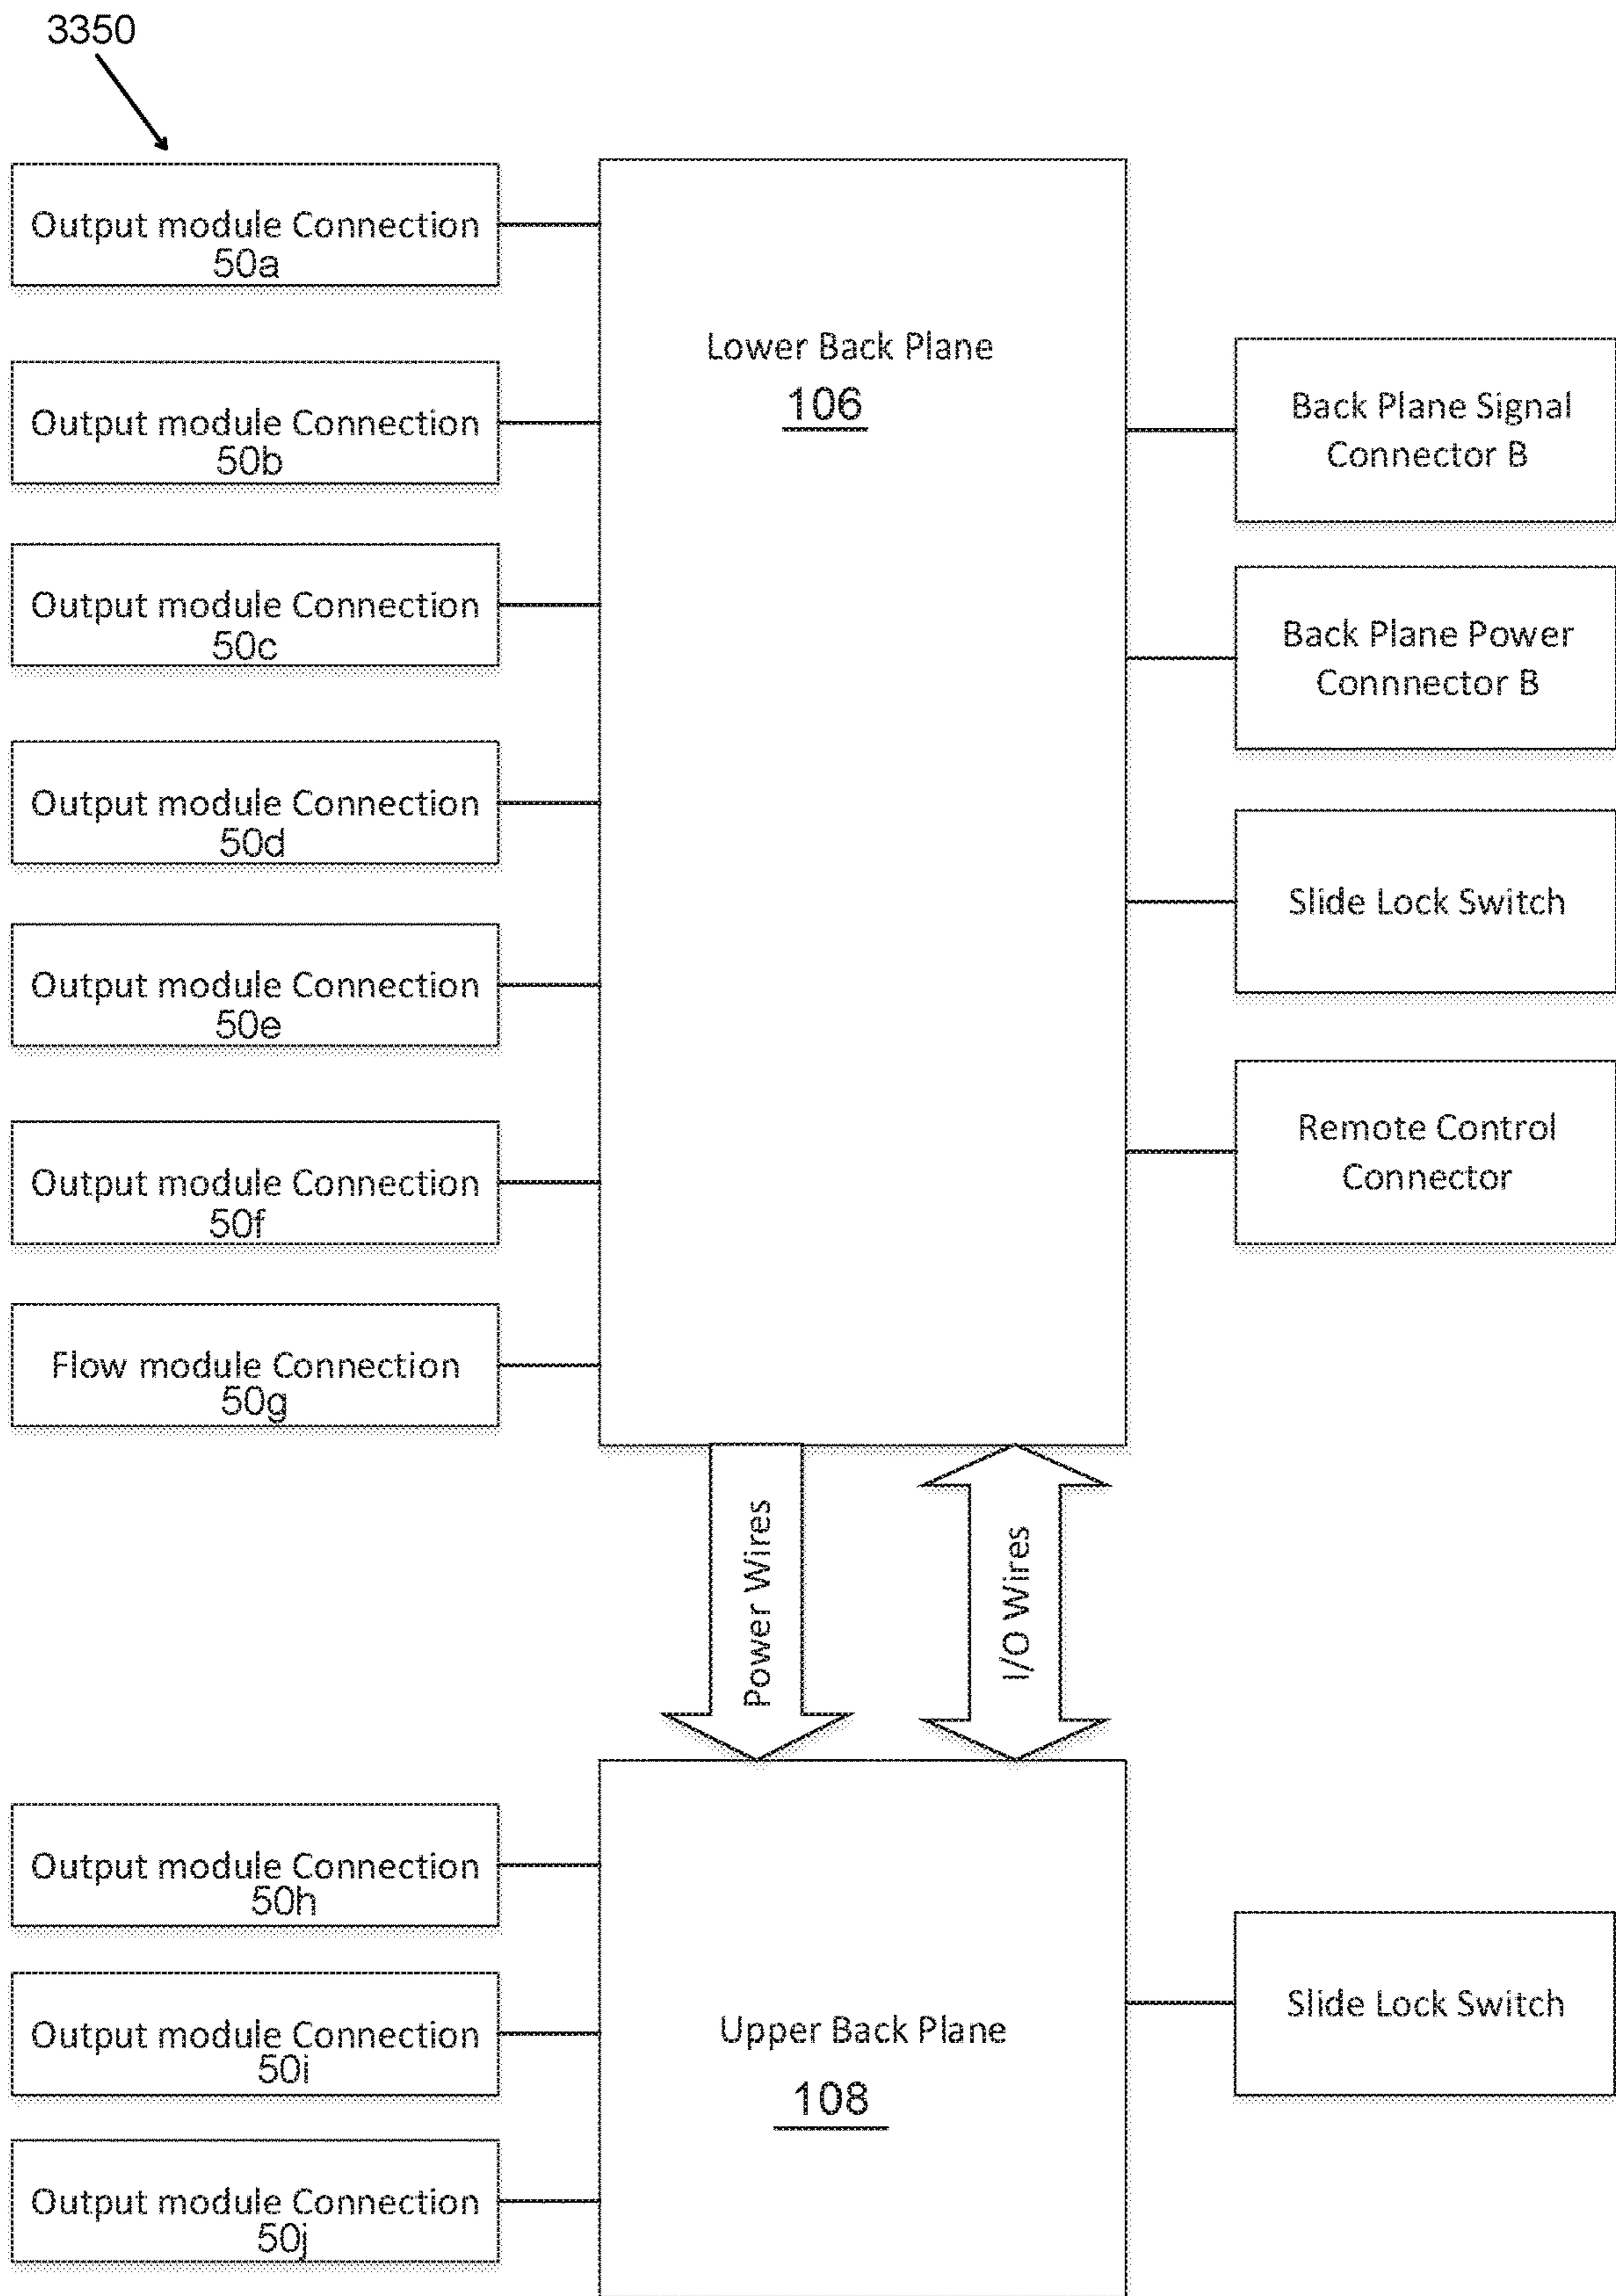 3350
Output module Connection
50a
Output module Connection
50b
Output module Connection
50c
Output module Connection
50d
Output module Connection
50e
Output module Connection
50f
Flow module Connection
50g
Lower Back Plane
106
Back Plane Signal
Connector B
Back Plane Power
Connnector B
Slide Lock Switch
Remote Control
Connector
Power Wires
I/O Wires
Output module Connection
50h
Output module Connection
50i
Output module Connection
50j
Upper Back Plane
108
Slide Lock Switch